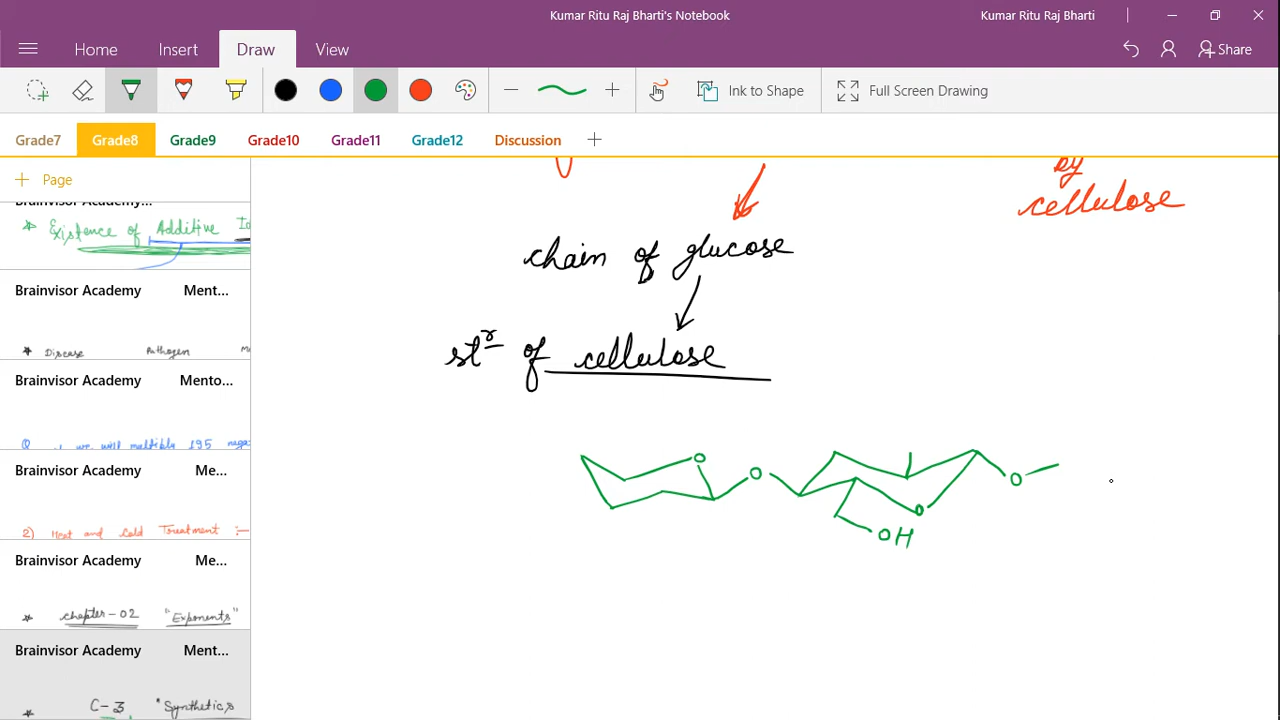 Kumar Ritu Raj Bharti's Notebook
Kumar Ritu Raj Bharti
Home Insert Draw View
Share
Ink to Shape
Full Screen Drawing
Grade7 Grade8 Grade9 Grade10 Grade11 Grade12 Discussion
Page
Brainvisor Academy...
Existence of Additive
Brainvisor Academy Ment...
Disease Pathogen
Brainvisor Academy Mento...
Brainvisor Academy Me...
2) Heat and Cold Treatment :-
Brainvisor Academy Me...
chapter-02 "Exponents"
Brainvisor Academy Ment...
C-3 "Synthetics
by
cellulose
chain of glucose
str of cellulose
O O O O
OH